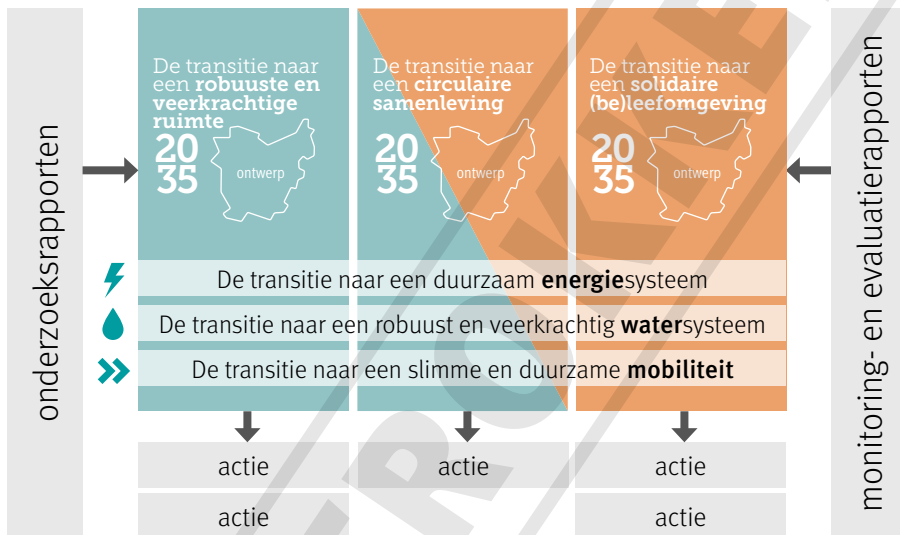 onderzoeksrapporten
De transitie naar
een robuuste en
veerkrachtige
ruimte
20
35
ontwerp
De transitie naar
een circulaire
samenleving
20
35
ontwerp
De transitie naar
een solidaire
(be)leefomgeving
20
35
ontwerp
monitoring- en evaluatierapporten
De transitie naar een duurzaam energiesysteem
De transitie naar een robuust en veerkrachtig watersysteem
De transitie naar een slimme en duurzame mobiliteit
actie
actie
actie
actie
actie